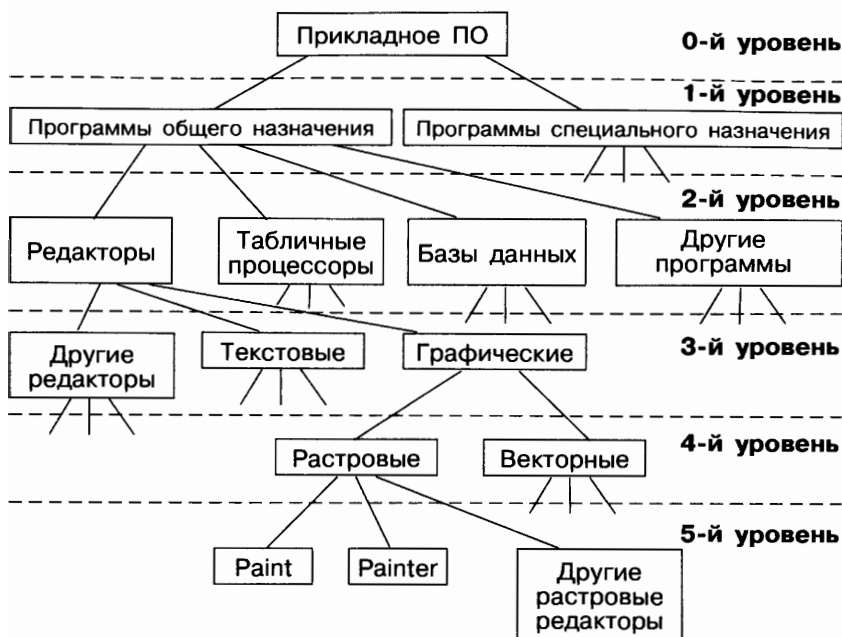 Прикладное ПО
0-й уровень
1-й уровень
Программы общего назначения
Программы специального назначения
2-й уровень
Редакторы
Табличные
процессоры
Базы данных
Другие
программы
3-й уровень
Другие
редакторы
Текстовые
Графические
4-й уровень
Растровые
Векторные
5-й уровень
Paint
Painter
Другие
растровые
редакторы